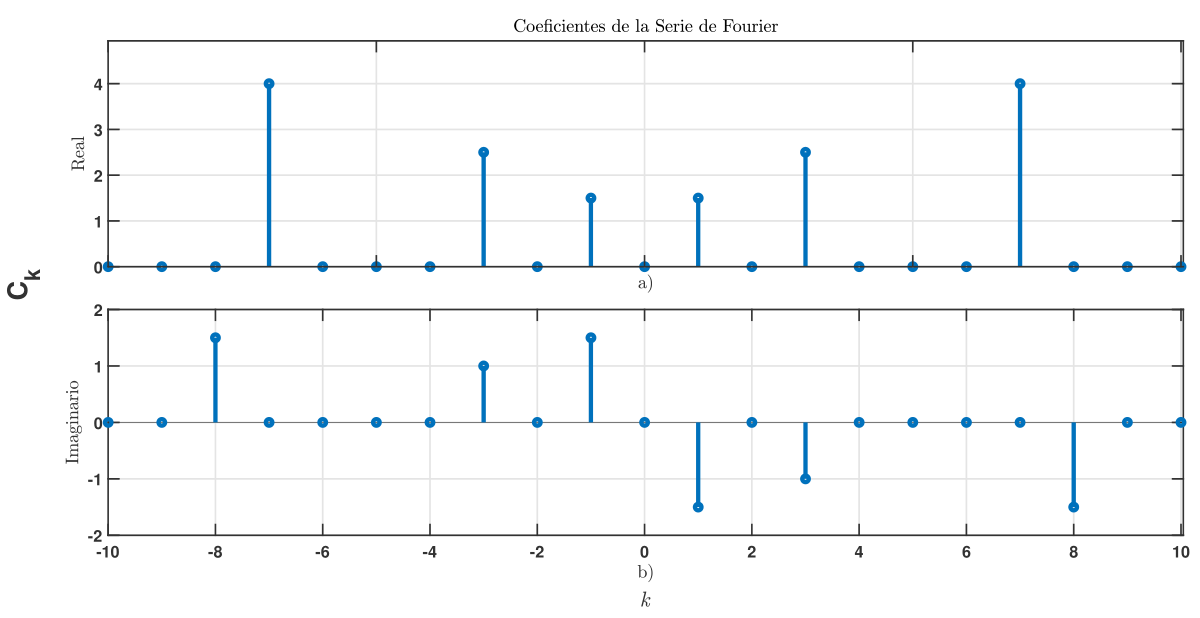 Coeficientes de la Serie de Fourier
4
3
2
1
0
Real
a)
C_k
2
1
0
-1
-2
Imaginario
-10 -8 -6 -4 -2 0 2 4 6 8 10
b)
k